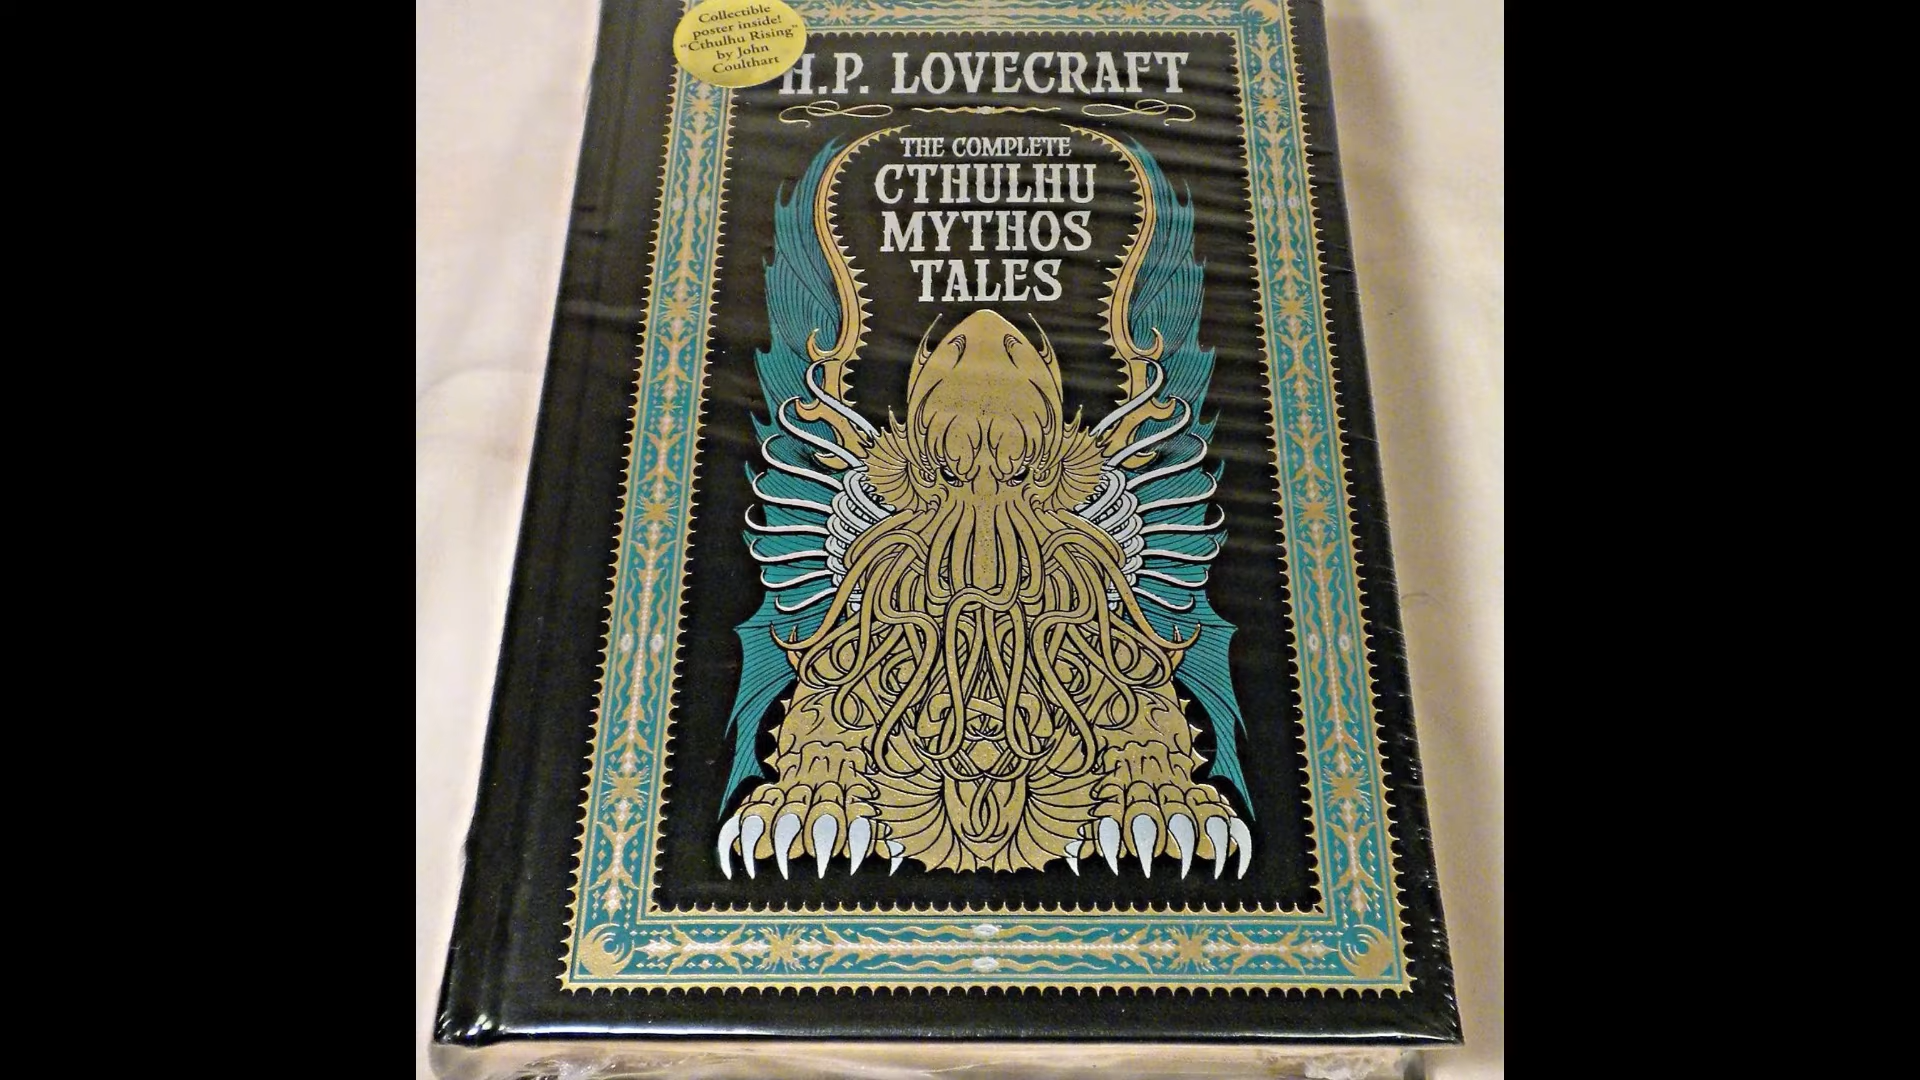 Collectible
poster inside!
"Cthulhu Rising"
by John
Coulthart
H.P. LOVECRAFT
THE COMPLETE
CTHULHU
MYTHOS
TALES